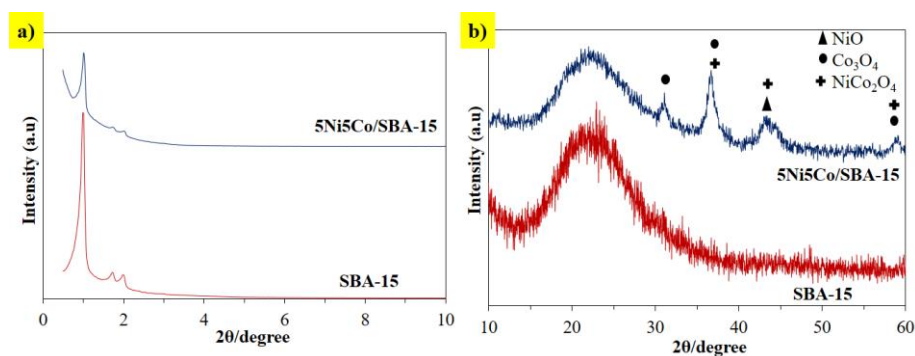 a)
Intensity (a.u)
5Ni5Co/SBA-15
SBA-15
0 2 4 6 8 10
2θ/degree
b)
▲ NiO
● Co₃O₄
✚ NiCo₂O₄
Intensity (a.u)
5Ni5Co/SBA-15
SBA-15
10 20 30 40 50 60
2θ/degree